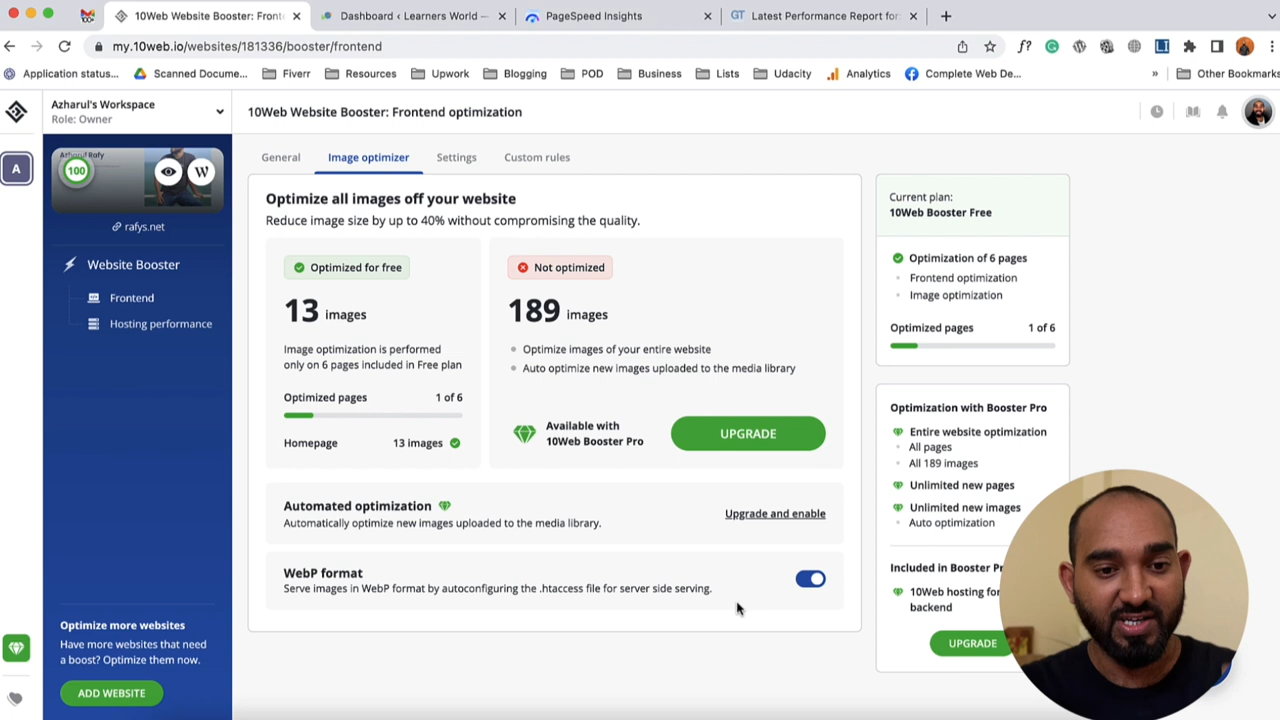 10Web Website Booster: Front
Dashboard ‹ Learners World —
PageSpeed Insights
GT
Latest Performance Report for
my.10web.io/websites/181336/booster/frontend
f?
Application status...
Scanned Docume...
Fiverr
Resources
Upwork
Blogging
POD
Business
Lists
Udacity
Analytics
Complete Web De...
»
Other Bookmarks
Azharul's Workspace
Role: Owner
10Web Website Booster: Frontend optimization
A
Azharul Rafy
100
W
rafys.net
Website Booster
Frontend
Hosting performance
Optimize more websites
Have more websites that need
a boost? Optimize them now.
ADD WEBSITE
General
Image optimizer
Settings
Custom rules
Optimize all images off your website
Reduce image size by up to 40% without compromising the quality.
Optimized for free
13 images
Image optimization is performed
only on 6 pages included in Free plan
Optimized pages 1 of 6
Homepage 13 images
Not optimized
189 images
Optimize images of your entire website
Auto optimize new images uploaded to the media library
Available with
10Web Booster Pro
UPGRADE
Automated optimization
Automatically optimize new images uploaded to the media library.
Upgrade and enable
WebP format
Serve images in WebP format by autoconfiguring the .htaccess file for server side serving.
Current plan:
10Web Booster Free
Optimization of 6 pages
Frontend optimization
Image optimization
Optimized pages 1 of 6
Optimization with Booster Pro
Entire website optimization
All pages
All 189 images
Unlimited new pages
Unlimited new images
Auto optimization
Included in Booster Pr
10Web hosting for
backend
UPGRADE